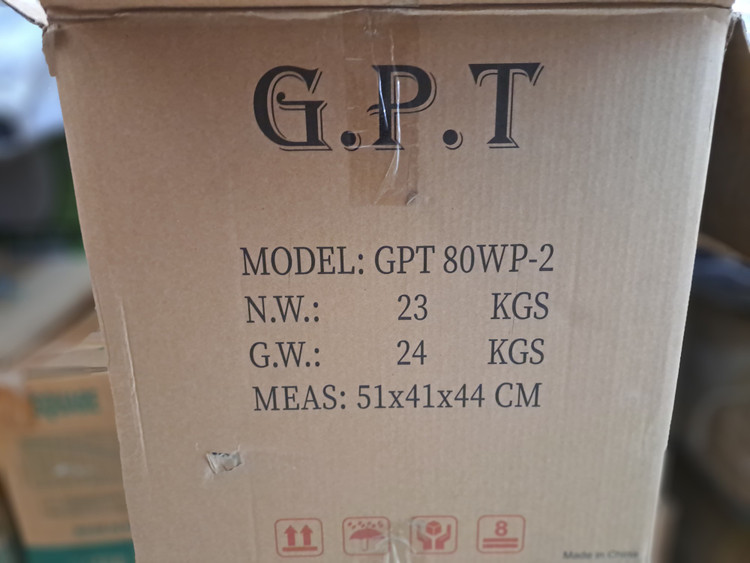 G.P.T
MODEL: GPT 80WP-2
N.W.: 23 KGS
G.W.: 24 KGS
MEAS: 51x41x44 CM
8
Made in China